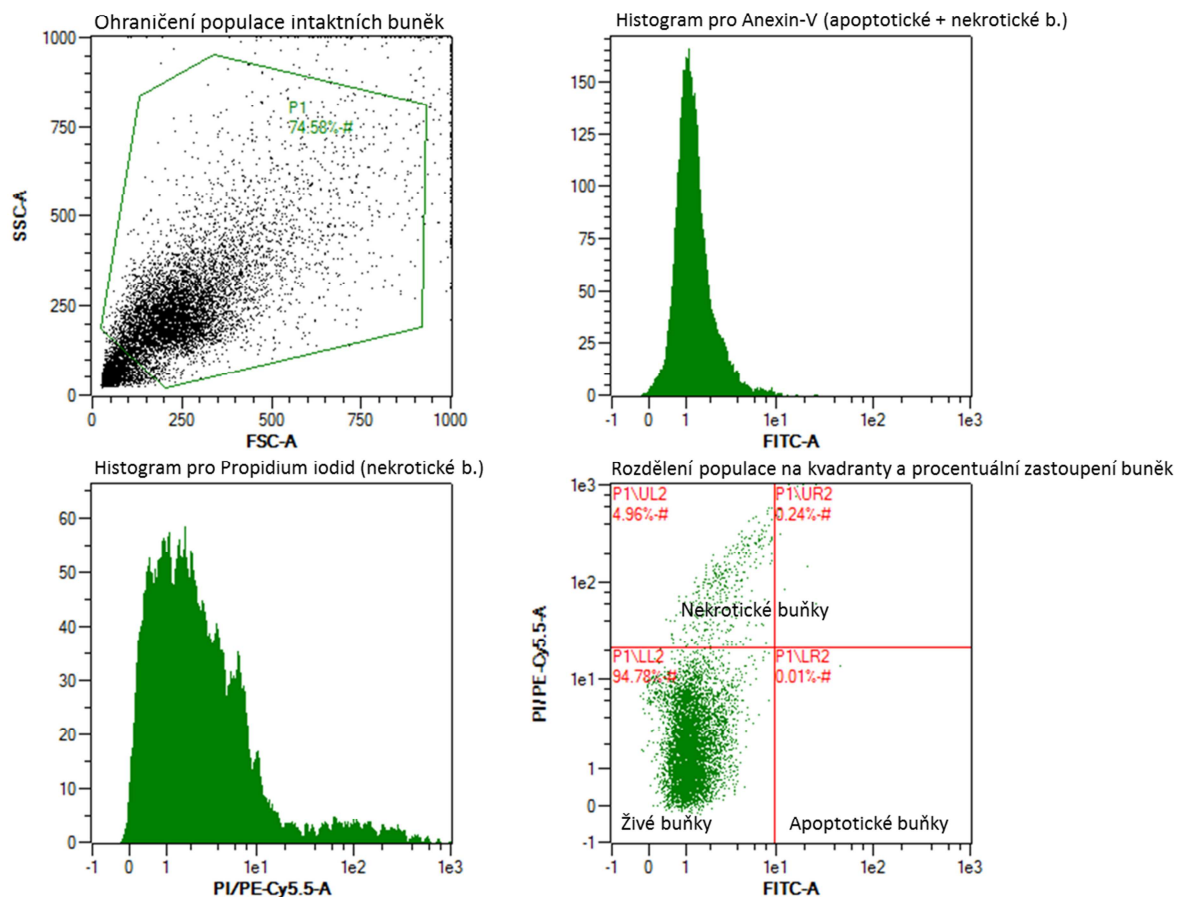 Ohraničení populace intaktních buněk
1000
750
500
250
0
SSC-A
P1
74.58%-#
0 250 500 750 1000
FSC-A
Histogram pro Anexin-V (apoptotické + nekrotické b.)
150
125
100
75
50
25
0
-1 0 1 1e1 1e2 1e3
FITC-A
Histogram pro Propidium iodid (nekrotické b.)
60
50
40
30
20
10
0
-1 0 1 1e1 1e2 1e3
PI/PE-Cy5.5-A
Rozdělení populace na kvadranty a procentuální zastoupení buněk
1e3
1e2
1e1
1
0
-1
PI/PE-Cy5.5-A
P1\UL2
4.96%-#
P1\UR2
0.24%-#
Nekrotické buňky
P1\LL2
94.78%-#
P1\LR2
0.01%-#
Živé buňky
Apoptotické buňky
-1 0 1 1e1 1e2 1e3
FITC-A